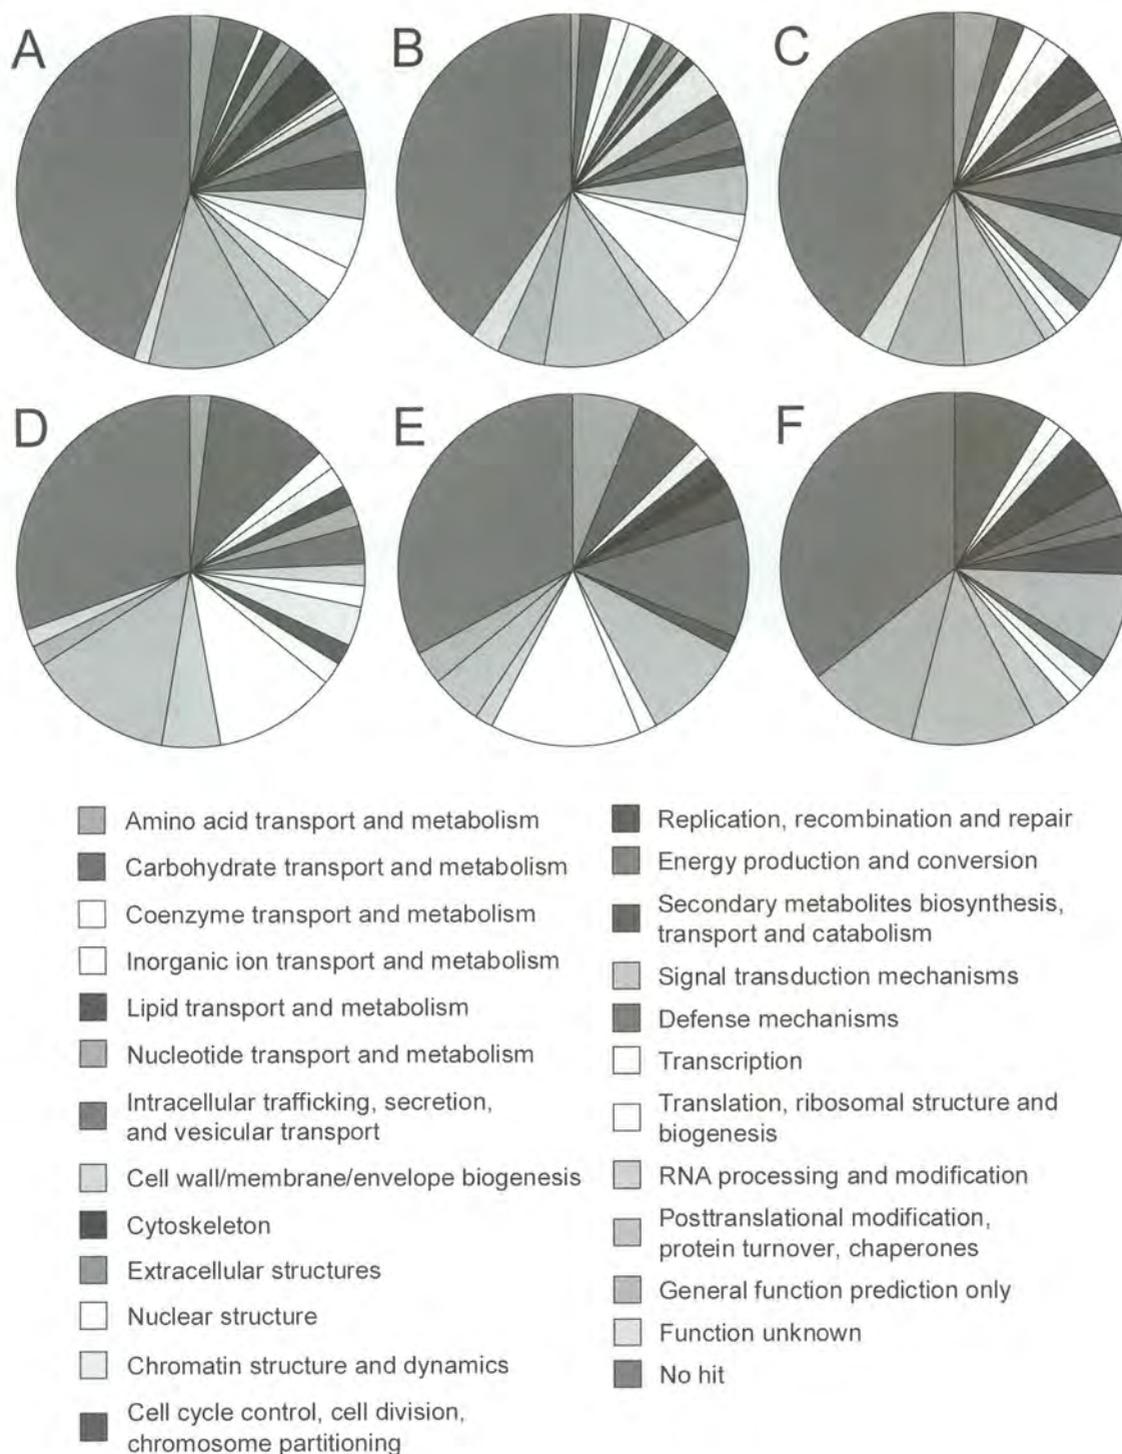 A
B
C
D
E
F
Amino acid transport and metabolism
Carbohydrate transport and metabolism
Coenzyme transport and metabolism
Inorganic ion transport and metabolism
Lipid transport and metabolism
Nucleotide transport and metabolism
Intracellular trafficking, secretion,
and vesicular transport
Cell wall/membrane/envelope biogenesis
Cytoskeleton
Extracellular structures
Nuclear structure
Chromatin structure and dynamics
Cell cycle control, cell division,
chromosome partitioning
Replication, recombination and repair
Energy production and conversion
Secondary metabolites biosynthesis,
transport and catabolism
Signal transduction mechanisms
Defense mechanisms
Transcription
Translation, ribosomal structure and
biogenesis
RNA processing and modification
Posttranslational modification,
protein turnover, chaperones
General function prediction only
Function unknown
No hit